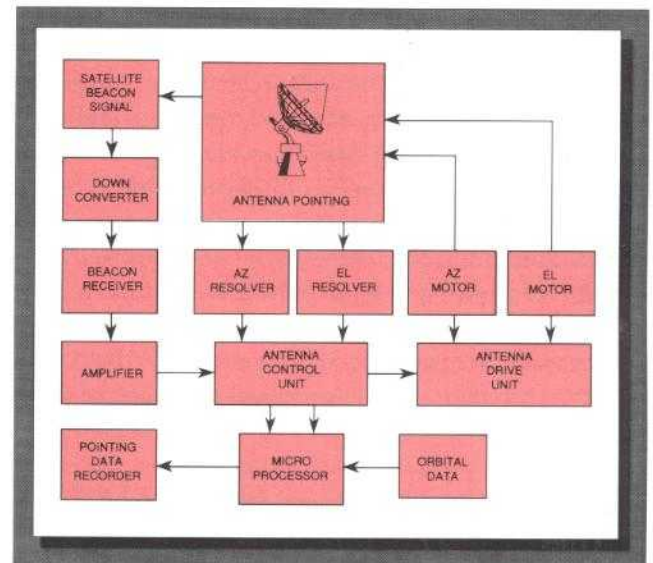 SATELLITE
BEACON
SIGNAL
ANTENNA POINTING
DOWN
CONVERTER
BEACON
RECEIVER
AZ
RESOLVER
EL
RESOLVER
AZ
MOTOR
EL
MOTOR
AMPLIFIER
ANTENNA
CONTROL
UNIT
ANTENNA
DRIVE
UNIT
POINTING
DATA
RECORDER
MICRO
PROCESSOR
ORBITAL
DATA